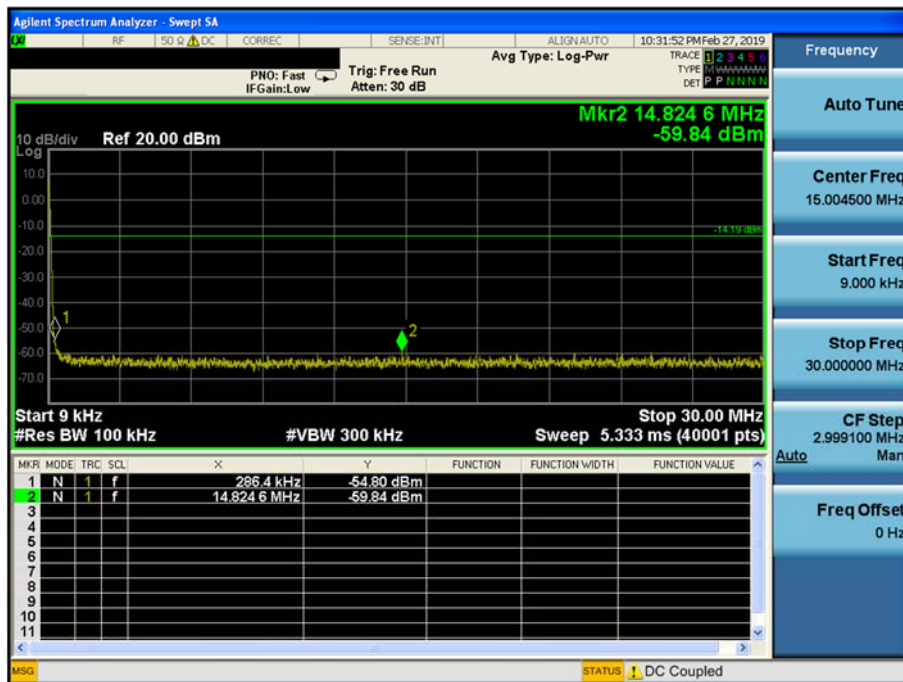 Agilent Spectrum Analyzer - Swept SA
LXI RF 50 Ω DC CORREC SENSE:INT ALIGN AUTO 10:31:52 PM Feb 27, 2019
Avg Type: Log-Pwr TRACE 1 2 3 4 5 6
PNO: Fast Trig: Free Run TYPE M W W W W W
IFGain:Low Atten: 30 dB DET P P N N N N
Mkr2 14.824 6 MHz
10 dB/div Ref 20.00 dBm -59.84 dBm
Log
10.0
0.00
-10.0
-14.19 dBm
-20.0
-30.0
-40.0
-50.0
1
2
-60.0
-70.0
Start 9 kHz Stop 30.00 MHz
#Res BW 100 kHz #VBW 300 kHz Sweep 5.333 ms (40001 pts)
MKR MODE TRC SCL X Y FUNCTION FUNCTION WIDTH FUNCTION VALUE
1 N 1 f 286.4 kHz -54.80 dBm
2 N 1 f 14.824 6 MHz -59.84 dBm
3
4
5
6
7
8
9
10
11
MSG STATUS DC Coupled
Frequency
Auto Tune
Center Freq
15.004500 MHz
Start Freq
9.000 kHz
Stop Freq
30.000000 MHz
CF Step
2.999100 MHz
Auto Man
Freq Offset
0 Hz